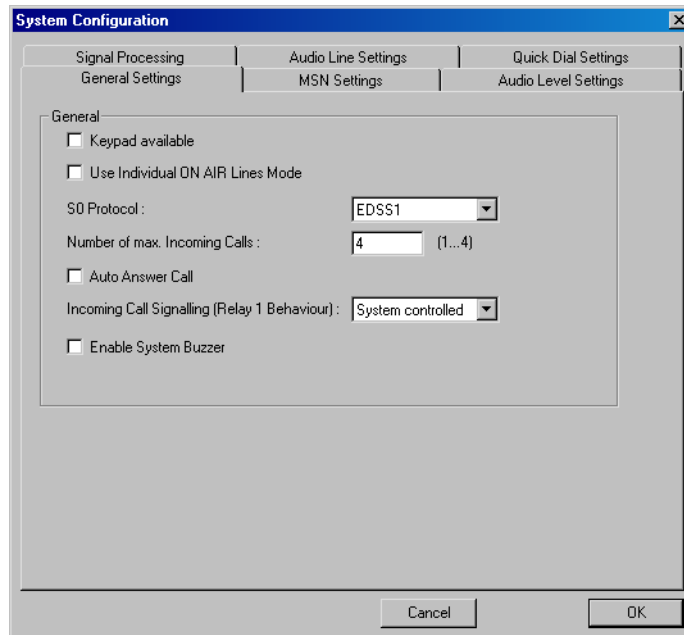 System Configuration
Signal Processing
Audio Line Settings
Quick Dial Settings
General Settings
MSN Settings
Audio Level Settings
General
Keypad available
Use Individual ON AIR Lines Mode
S0 Protocol :
EDSS1
Number of max. Incoming Calls :
4
(1...4)
Auto Answer Call
Incoming Call Signalling (Relay 1 Behaviour) :
System controlled
Enable System Buzzer
Cancel
OK